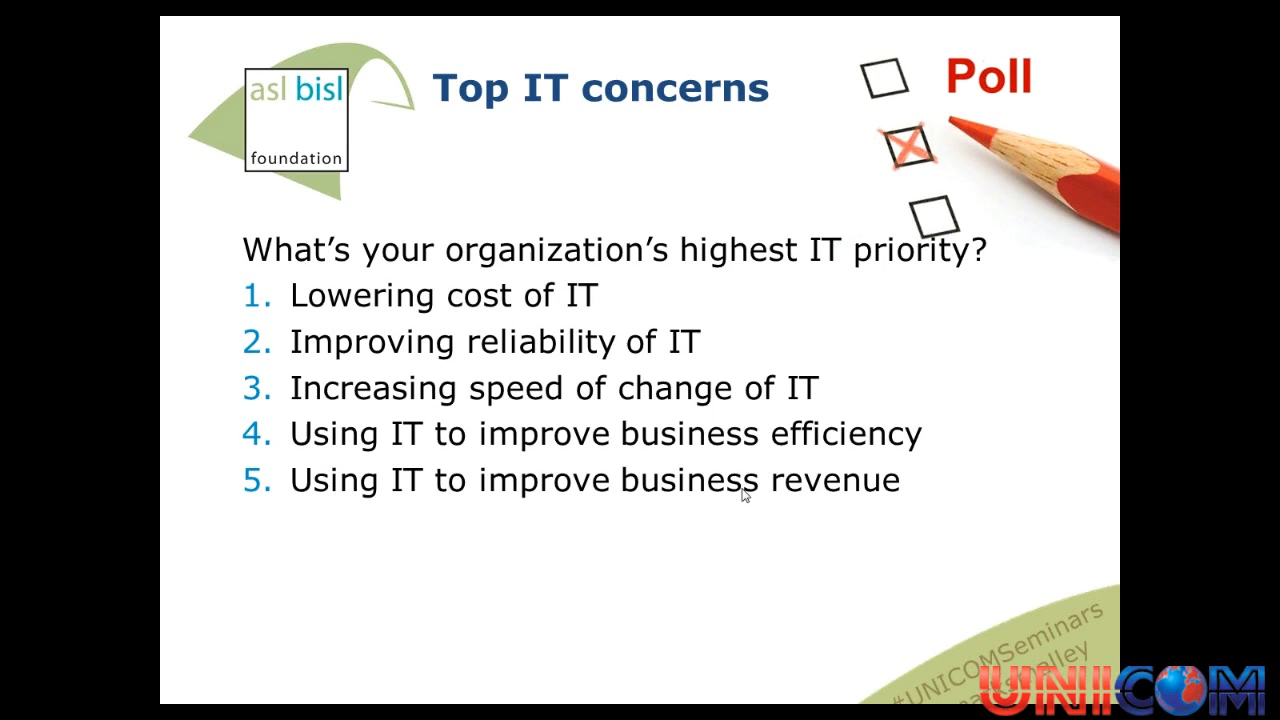 asl bisl
foundation
Top IT concerns
Poll
What's your organization's highest IT priority?
1. Lowering cost of IT
2. Improving reliability of IT
3. Increasing speed of change of IT
4. Using IT to improve business efficiency
5. Using IT to improve business revenue
#UNICOMSeminars
UNICOM